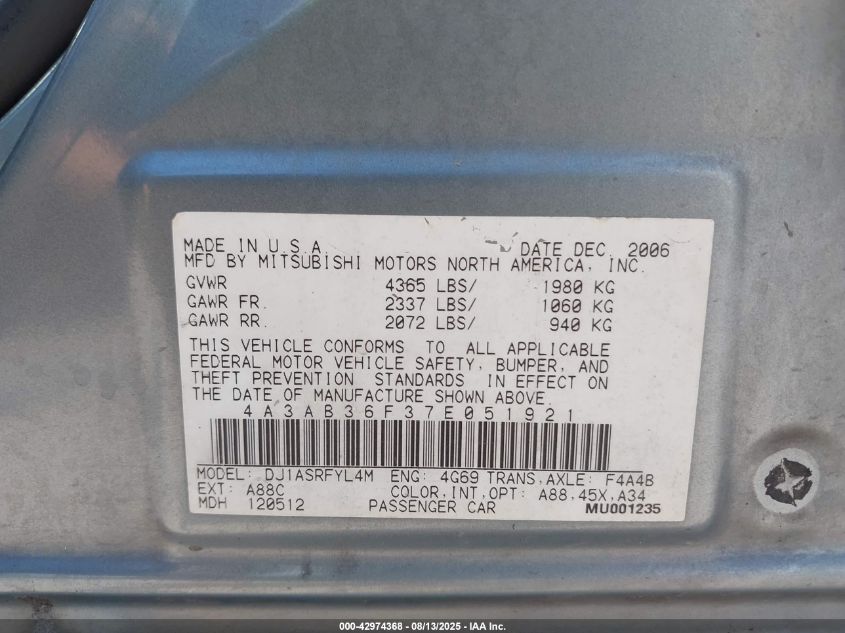 MADE IN U.S.A. DATE DEC. 2006
MFD BY MITSUBISHI MOTORS NORTH AMERICA, INC.
GVWR 4365 LBS/ 1980 KG
GAWR FR. 2337 LBS/ 1060 KG
GAWR RR. 2072 LBS/ 940 KG
THIS VEHICLE CONFORMS TO ALL APPLICABLE
FEDERAL MOTOR VEHICLE SAFETY, BUMPER, AND
THEFT PREVENTION STANDARDS IN EFFECT ON
THE DATE OF MANUFACTURE SHOWN ABOVE.
4A3AB36F37E051921
MODEL: DJ1ASRFYL4M ENG: 4G69 TRANS,AXLE: F4A4B
EXT: A88C COLOR,INT,OPT: A88,45X,A34
MDH 120512 PASSENGER CAR MU001235
000-42974368 - 08/13/2025 - IAA Inc.